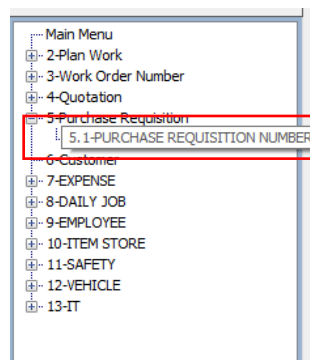 Main Menu
2-Plan Work
3-Work Order Number
4-Quotation
5-Purchase Requisition
5.1-PURCHASE REQUISITION NUMBER
6-Customer
7-EXPENSE
8-DAILY JOB
9-EMPLOYEE
10-ITEM STORE
11-SAFETY
12-VEHICLE
13-IT